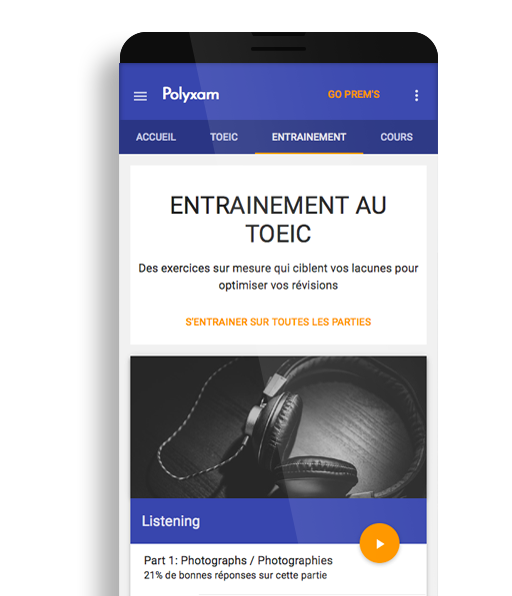 Polyxam
GO PREM'S
ACCUEIL
TOEIC
ENTRAINEMENT
COURS
ENTRAINEMENT AU
TOEIC
Des exercices sur mesure qui ciblent vos lacunes pour
optimiser vos révisions
S'ENTRAINER SUR TOUTES LES PARTIES
Listening
Part 1: Photographs / Photographies
21% de bonnes réponses sur cette partie